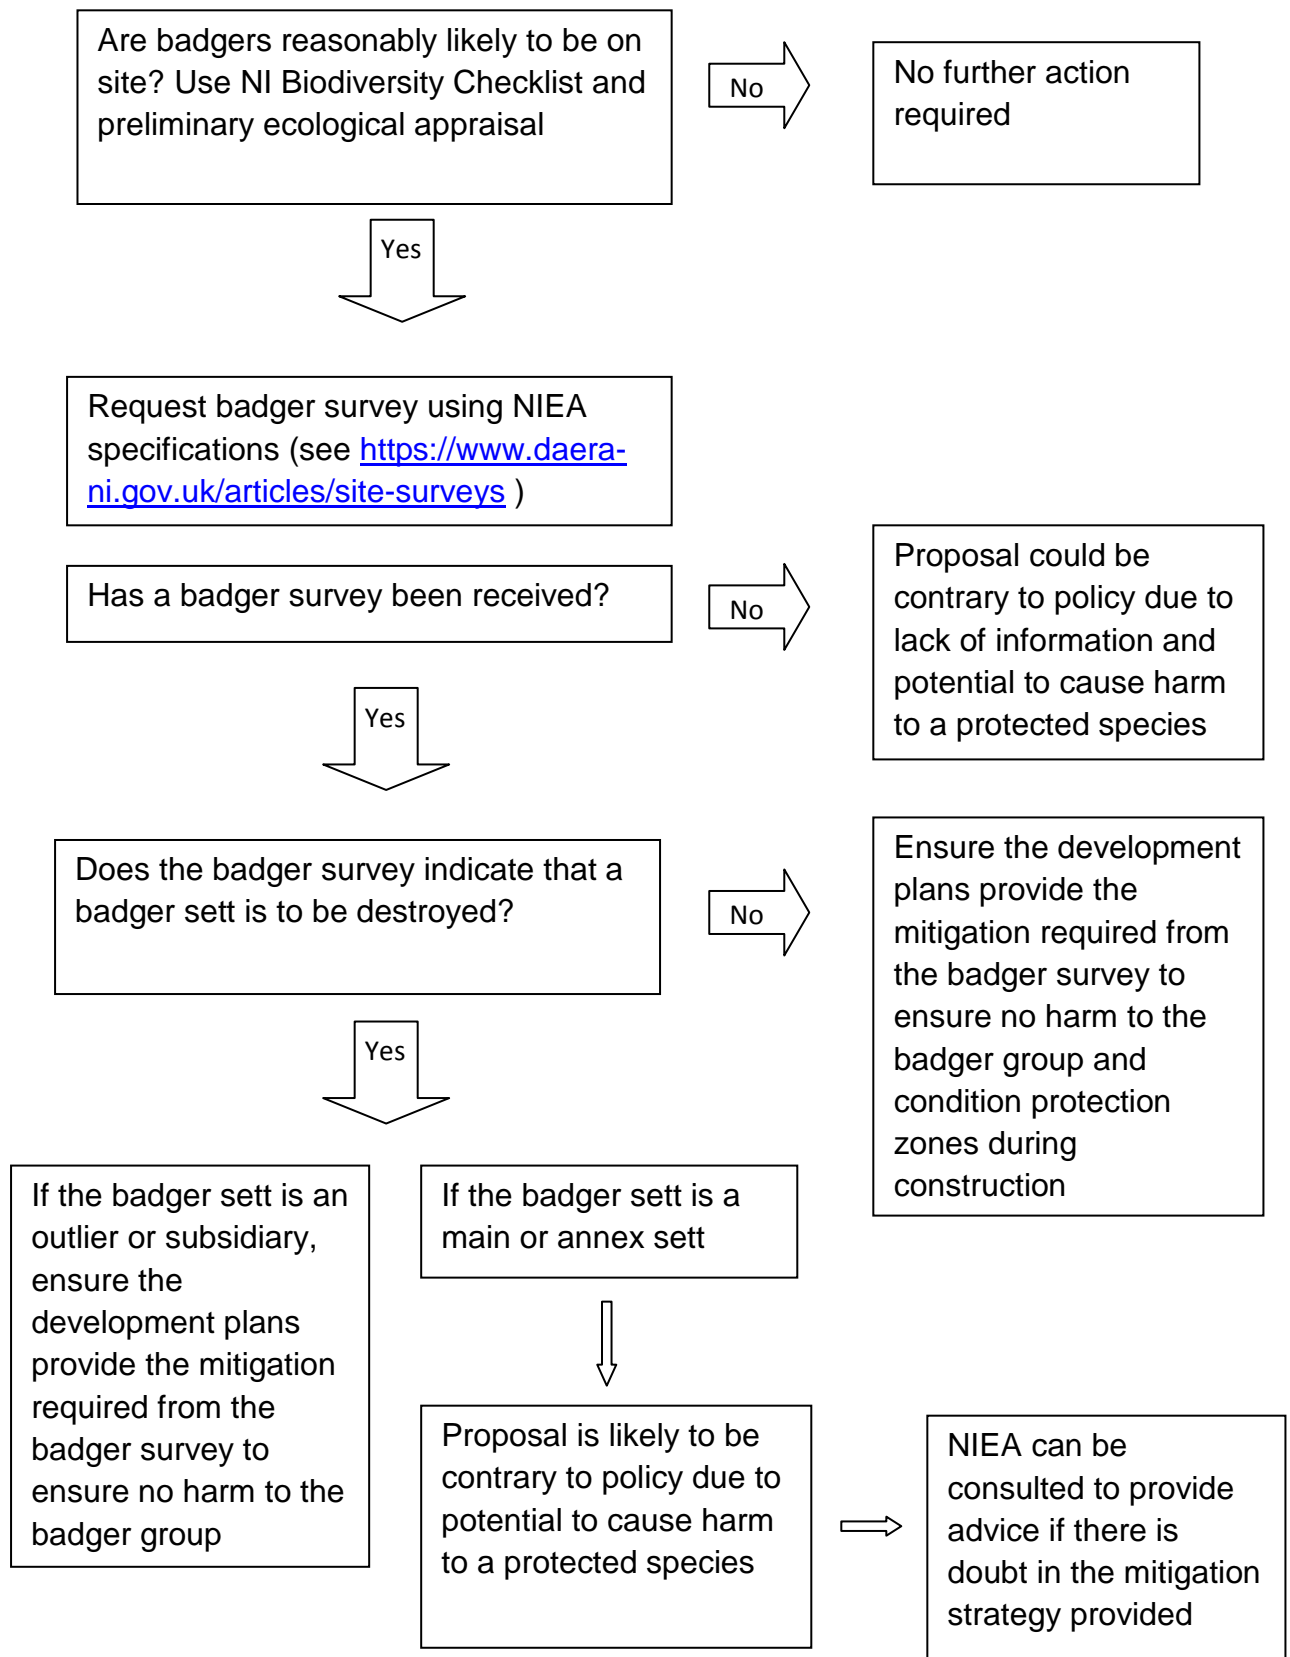 Are badgers reasonably likely to be on
site? Use NI Biodiversity Checklist and
preliminary ecological appraisal
No
No further action
required
Yes
Request badger survey using NIEA
specifications (see https://www.daera-
ni.gov.uk/articles/site-surveys )
Has a badger survey been received?
No
Proposal could be
contrary to policy due to
lack of information and
potential to cause harm
to a protected species
Yes
Does the badger survey indicate that a
badger sett is to be destroyed?
No
Ensure the development
plans provide the
mitigation required from
the badger survey to
ensure no harm to the
badger group and
condition protection
zones during
construction
Yes
If the badger sett is an
outlier or subsidiary,
ensure the
development plans
provide the mitigation
required from the
badger survey to
ensure no harm to the
badger group
If the badger sett is a
main or annex sett
Proposal is likely to be
contrary to policy due to
potential to cause harm
to a protected species
NIEA can be
consulted to provide
advice if there is
doubt in the mitigation
strategy provided